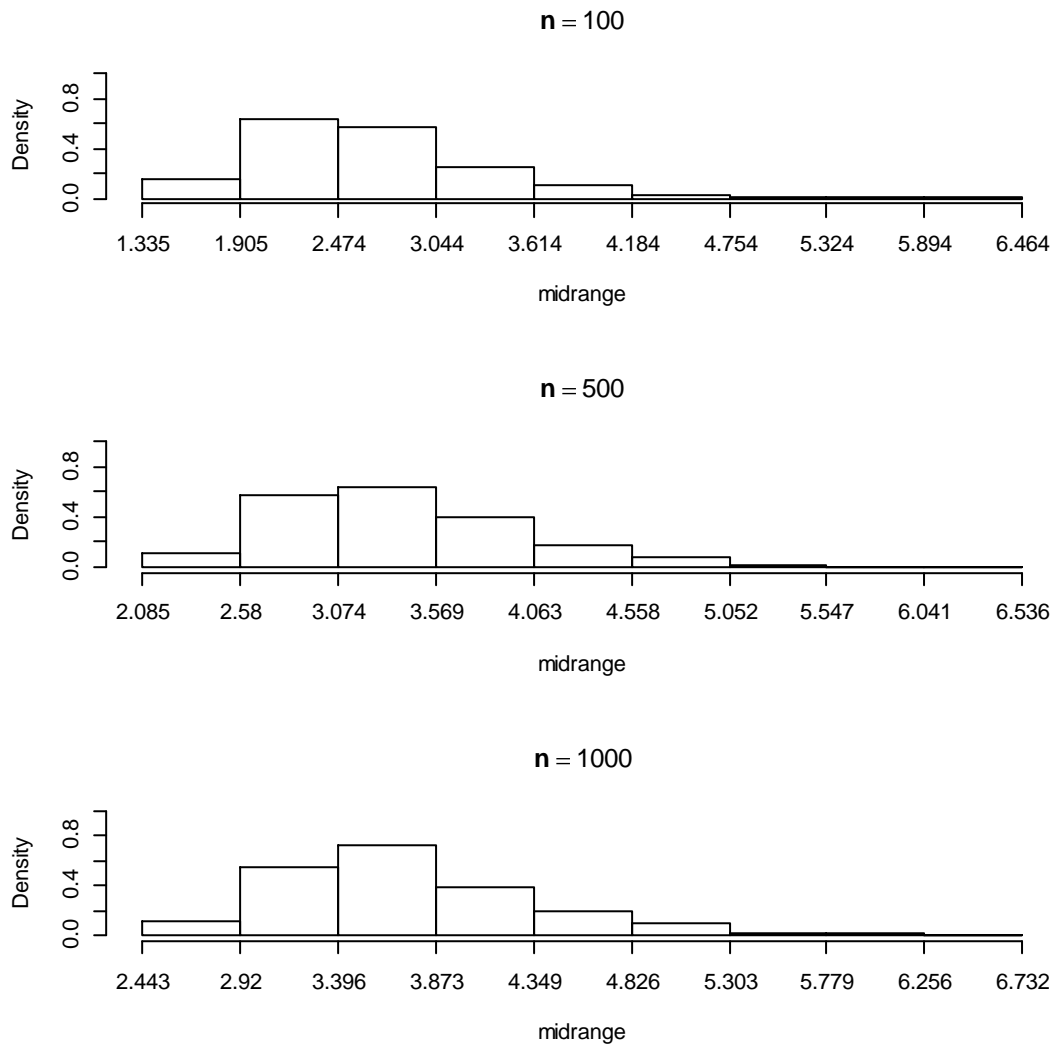 n = 100
Density
0.0 0.4 0.8
1.335 1.905 2.474 3.044 3.614 4.184 4.754 5.324 5.894 6.464
midrange
n = 500
Density
0.0 0.4 0.8
2.085 2.58 3.074 3.569 4.063 4.558 5.052 5.547 6.041 6.536
midrange
n = 1000
Density
0.0 0.4 0.8
2.443 2.92 3.396 3.873 4.349 4.826 5.303 5.779 6.256 6.732
midrange